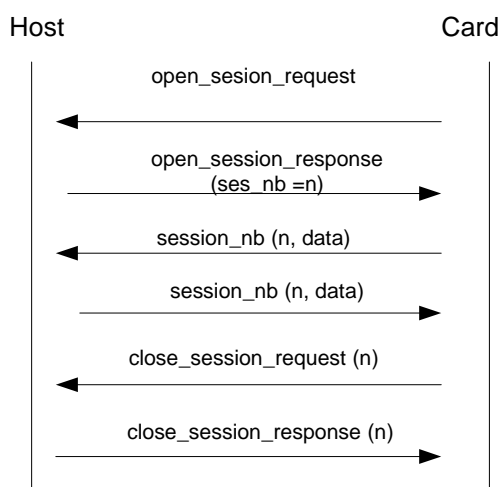 Host
Card
open_sesion_request
open_session_response
(ses_nb =n)
session_nb (n, data)
session_nb (n, data)
close_session_request (n)
close_session_response (n)